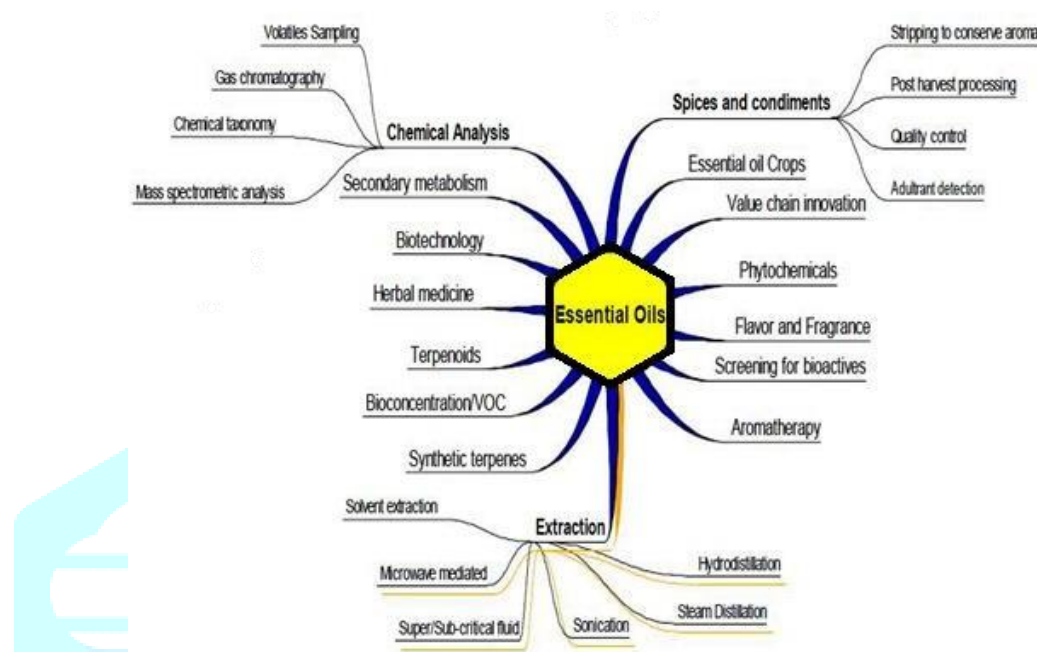 Volatiles Sampling
Gas chromatography
Chemical taxonomy
Mass spectrometric analysis
Chemical Analysis
Secondary metabolism
Biotechnology
Herbal medicine
Terpenoids
Bioconcentration/VOC
Synthetic terpenes
Essential Oils
Spices and condiments
Stripping to conserve aroma
Post harvest processing
Quality control
Adultrant detection
Essential oil Crops
Value chain innovation
Phytochemicals
Flavor and Fragrance
Screening for bioactives
Aromatherapy
Extraction
Solvent extraction
Microwave mediated
Super/Sub-critical fluid
Sonication
Steam Distillation
Hydrodistillation